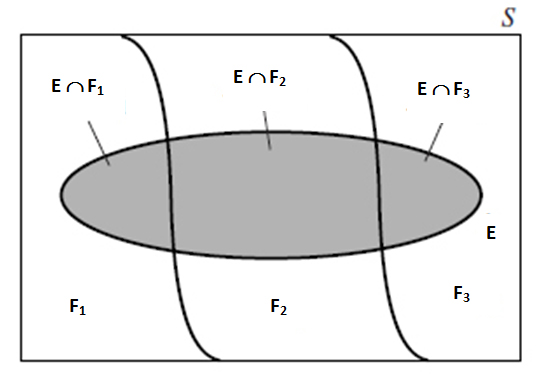 S
E ∩ F₁
E ∩ F₂
E ∩ F₃
E
F₁
F₂
F₃